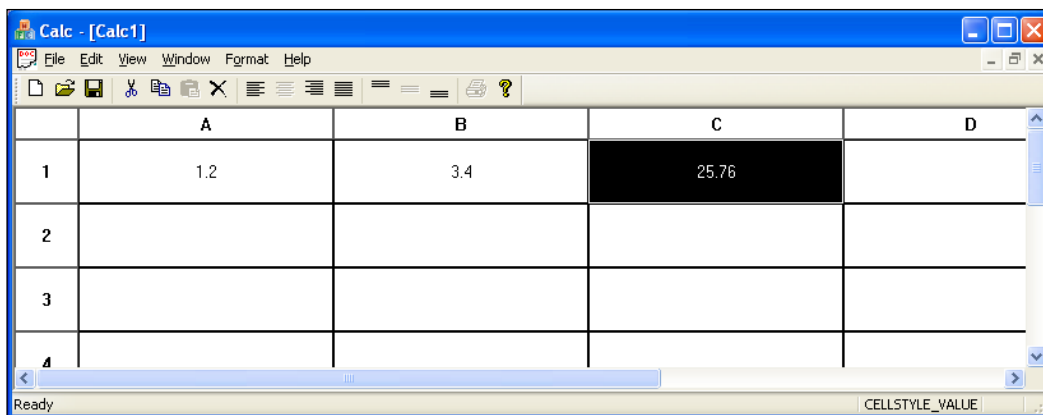 Calc - [Calc1]
File Edit View Window Format Help
A B C D
1 1.2 3.4 25.76
2
3
4
Ready CELLSTYLE_VALUE